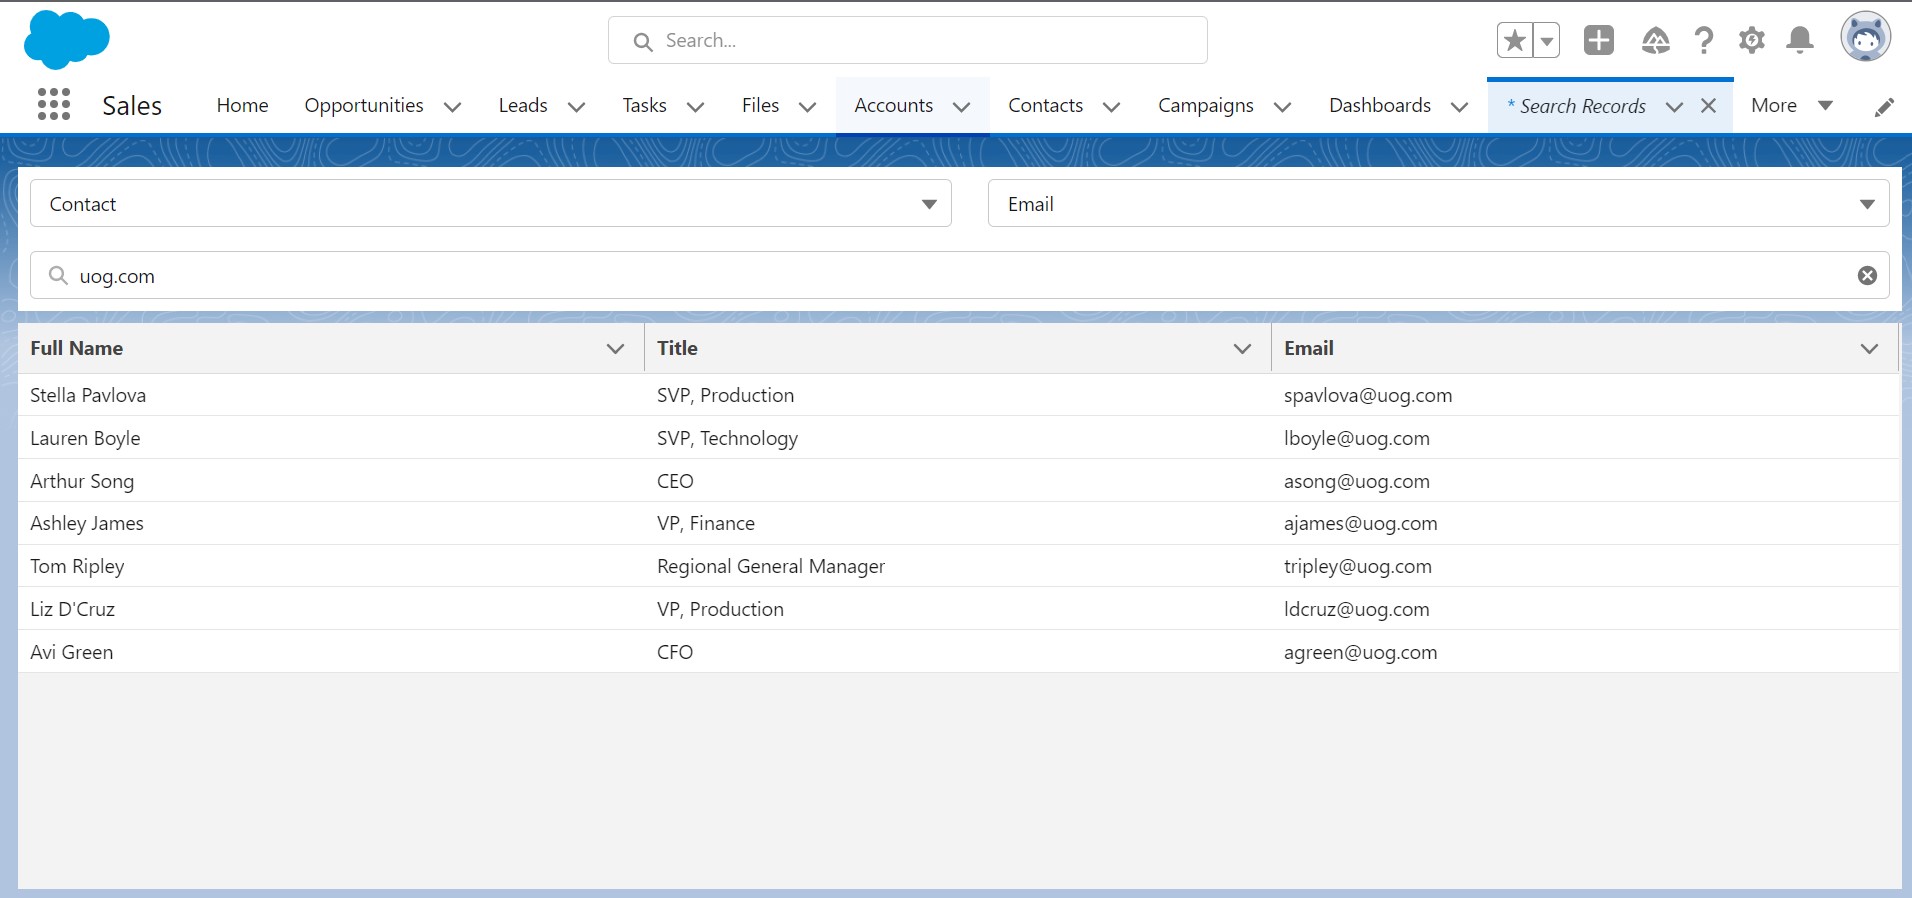 Search...
Sales Home Opportunities Leads Tasks Files Accounts Contacts Campaigns Dashboards * Search Records More
Contact Email
uog.com
Full Name Title Email
Stella Pavlova SVP, Production spavlova@uog.com
Lauren Boyle SVP, Technology lboyle@uog.com
Arthur Song CEO asong@uog.com
Ashley James VP, Finance ajames@uog.com
Tom Ripley Regional General Manager tripley@uog.com
Liz D'Cruz VP, Production ldcruz@uog.com
Avi Green CFO agreen@uog.com